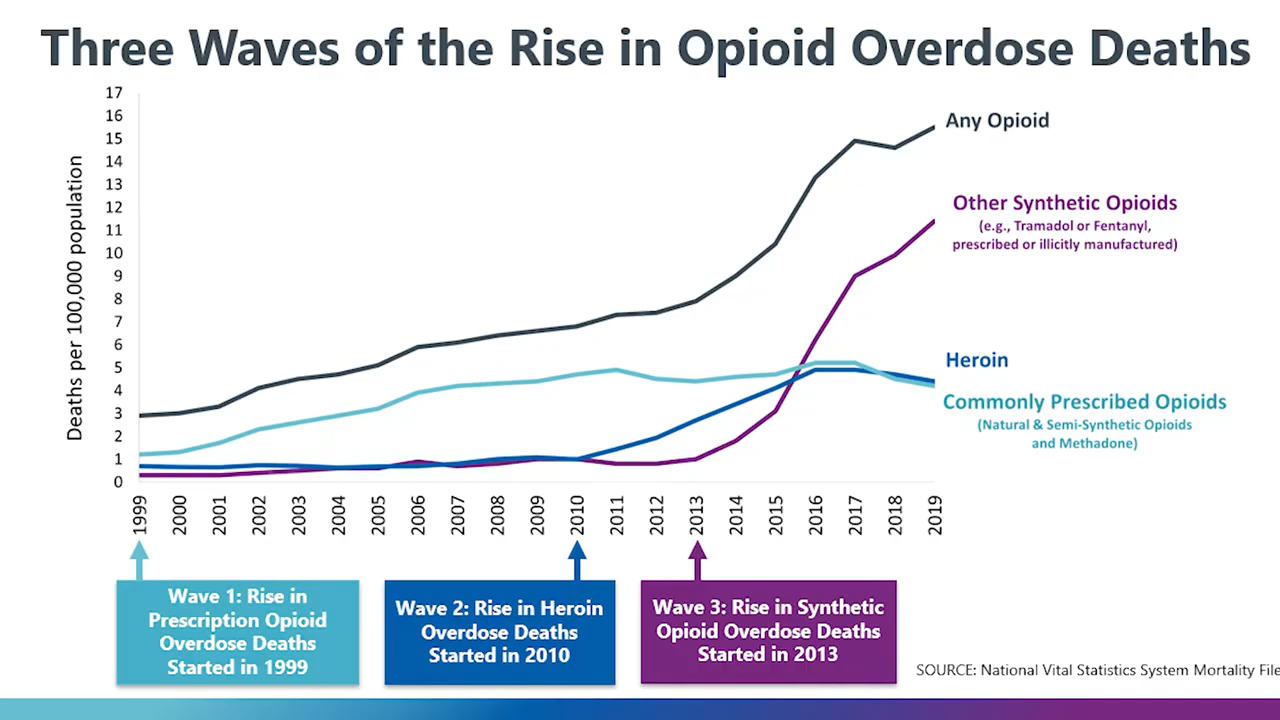 Three Waves of the Rise in Opioid Overdose Deaths
Deaths per 100,000 population
17
16
15
14
13
12
11
10
9
8
7
6
5
4
3
2
1
0
1999
2000
2001
2002
2003
2004
2005
2006
2007
2008
2009
2010
2011
2012
2013
2014
2015
2016
2017
2018
2019
Any Opioid
Other Synthetic Opioids
(e.g., Tramadol or Fentanyl,
prescribed or illicitly manufactured)
Heroin
Commonly Prescribed Opioids
(Natural & Semi-Synthetic Opioids
and Methadone)
Wave 1: Rise in
Prescription Opioid
Overdose Deaths
Started in 1999
Wave 2: Rise in Heroin
Overdose Deaths
Started in 2010
Wave 3: Rise in Synthetic
Opioid Overdose Deaths
Started in 2013
SOURCE: National Vital Statistics System Mortality File